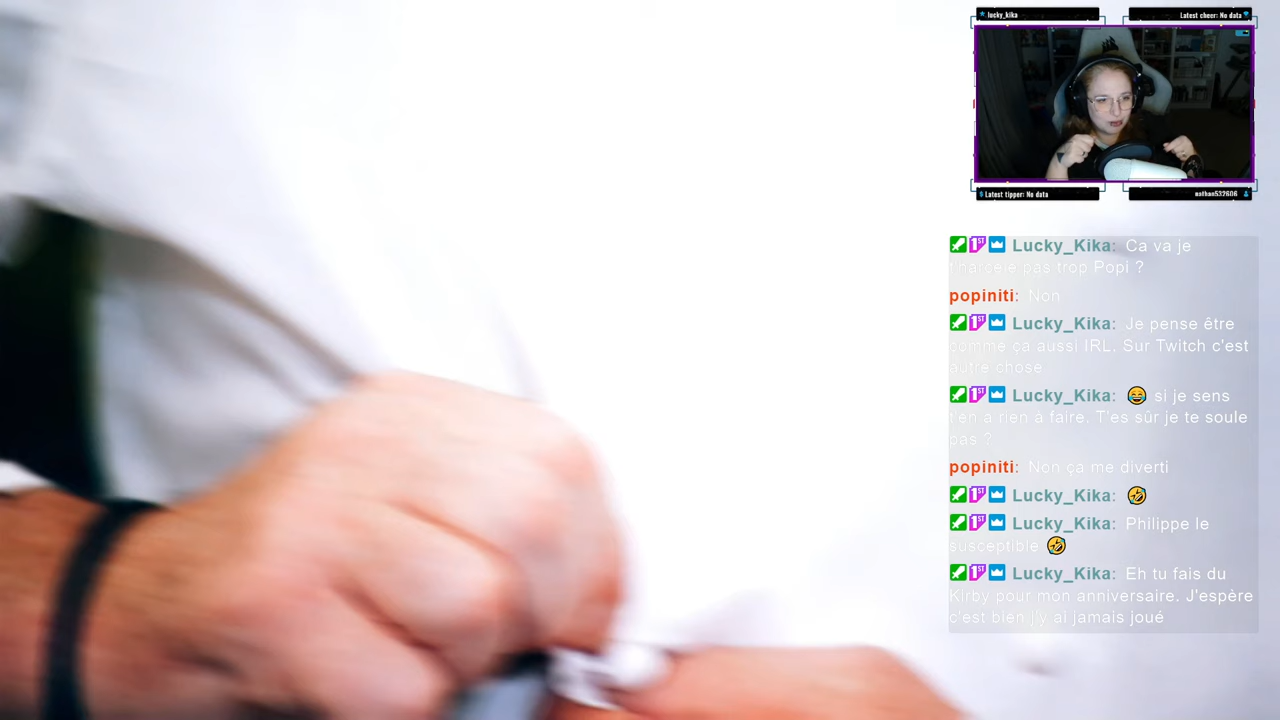 lucky_kika
Latest cheer: No data
Latest tipper: No data
nathan532606
Lucky_Kika: Ca va je
t'harcèle pas trop Popi ?
popiniti: Non
Lucky_Kika: Je pense être
comme ça aussi IRL. Sur Twitch c'est
autre chose
Lucky_Kika: 😂 si je sens
t'en a rien à faire. T'es sûr je te soule
pas ?
popiniti: Non ça me diverti
Lucky_Kika: 🤣
Lucky_Kika: Philippe le
susceptible 🤣
Lucky_Kika: Eh tu fais du
Kirby pour mon anniversaire. J'espère
c'est bien j'y ai jamais joué